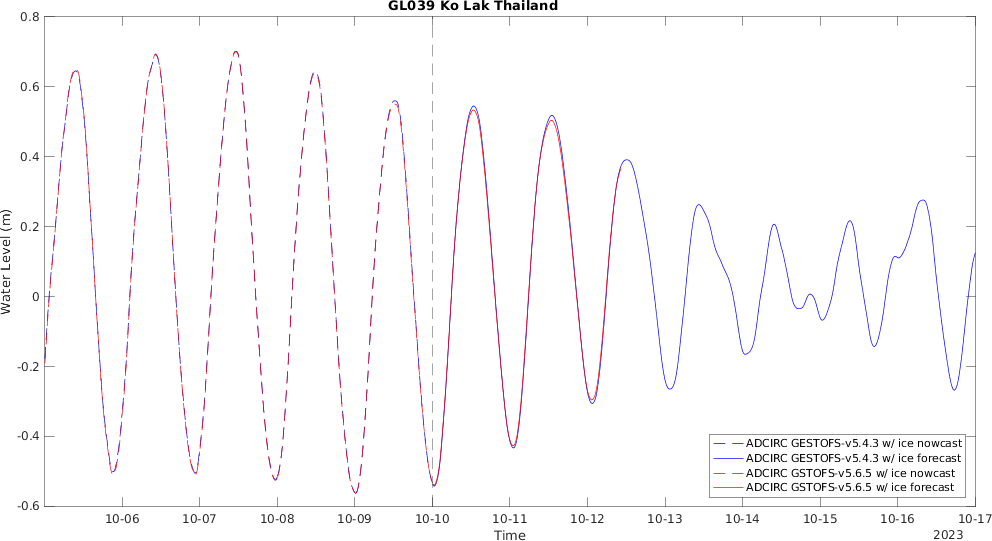 GL039 Ko Lak Thailand
0.8
0.6
0.4
0.2
0
-0.2
-0.4
-0.6
Water Level (m)
10-06 10-07 10-08 10-09 10-10 10-11 10-12 10-13 10-14 10-15 10-16 10-17
Time
2023
ADCIRC GESTOFS-v5.4.3 w/ ice nowcast
ADCIRC GESTOFS-v5.4.3 w/ ice forecast
ADCIRC GSTOFS-v5.6.5 w/ ice nowcast
ADCIRC GSTOFS-v5.6.5 w/ ice forecast